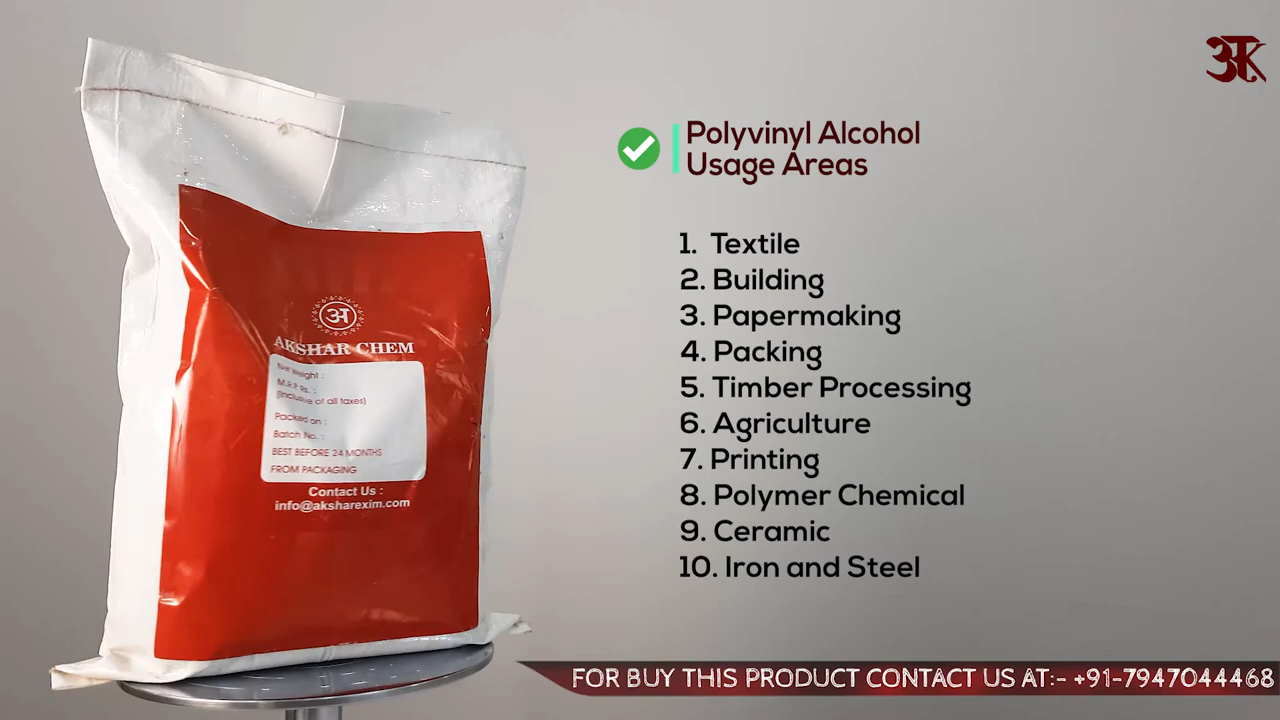 अ
AKSHAR CHEM
Net Weight :
M.R.P. Rs. :
(Inclusive of all taxes)
Packed on :
Batch No. :
BEST BEFORE 24 MONTHS
FROM PACKAGING
Contact Us :
info@aksharexim.com
Polyvinyl Alcohol
Usage Areas
1. Textile
2. Building
3. Papermaking
4. Packing
5. Timber Processing
6. Agriculture
7. Printing
8. Polymer Chemical
9. Ceramic
10. Iron and Steel
FOR BUY THIS PRODUCT CONTACT US AT:- +91-7947044468